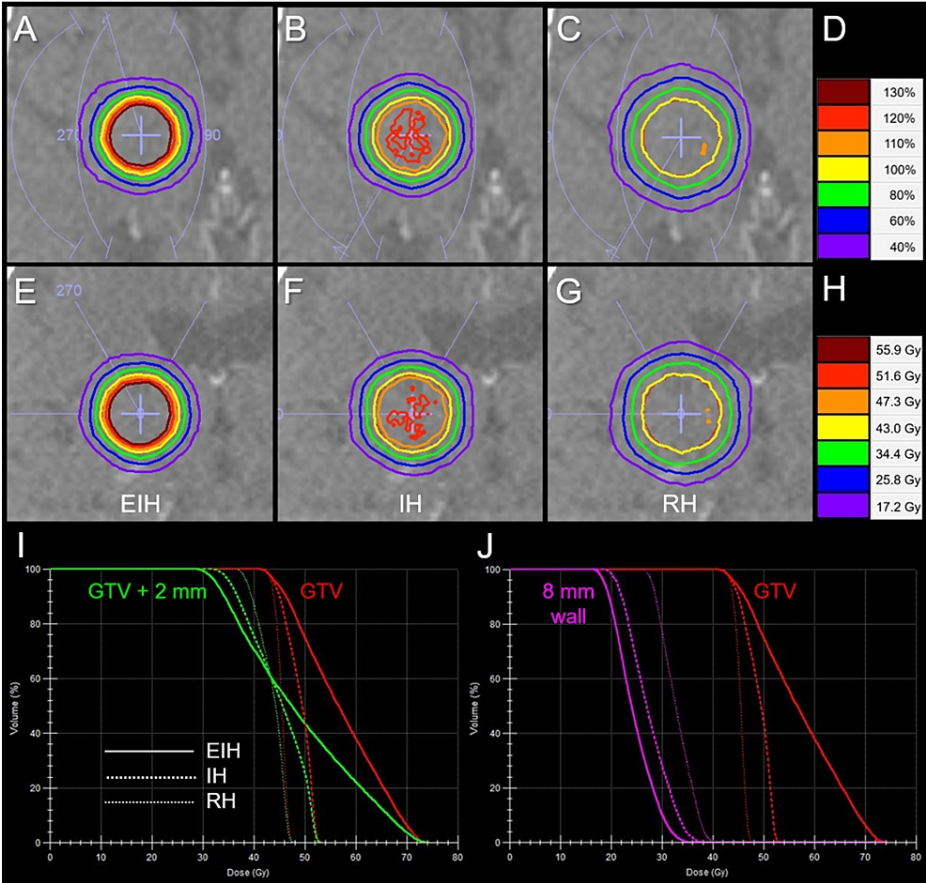 A
B
C
D
270
90
130%
120%
110%
100%
80%
60%
40%
E
F
G
H
270
0
0
EIH
IH
RH
55.9 Gy
51.6 Gy
47.3 Gy
43.0 Gy
34.4 Gy
25.8 Gy
17.2 Gy
I
J
100
80
60
40
20
0
Volume (%)
GTV + 2 mm
GTV
EIH
IH
RH
0 10 20 30 40 50 60 70 80
Dose (Gy)
100
80
60
40
20
0
Volume (%)
8 mm
wall
GTV
0 10 20 30 40 50 60 70 80
Dose (Gy)